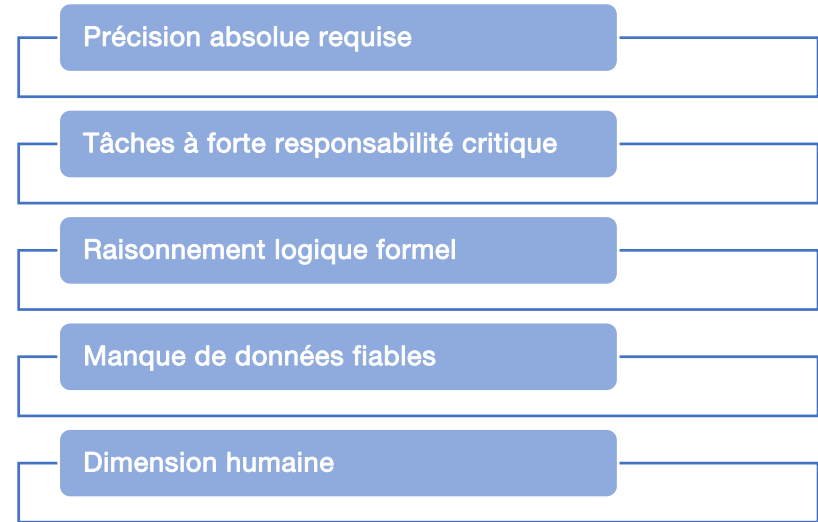 Précision absolue requise
Tâches à forte responsabilité critique
Raisonnement logique formel
Manque de données fiables
Dimension humaine